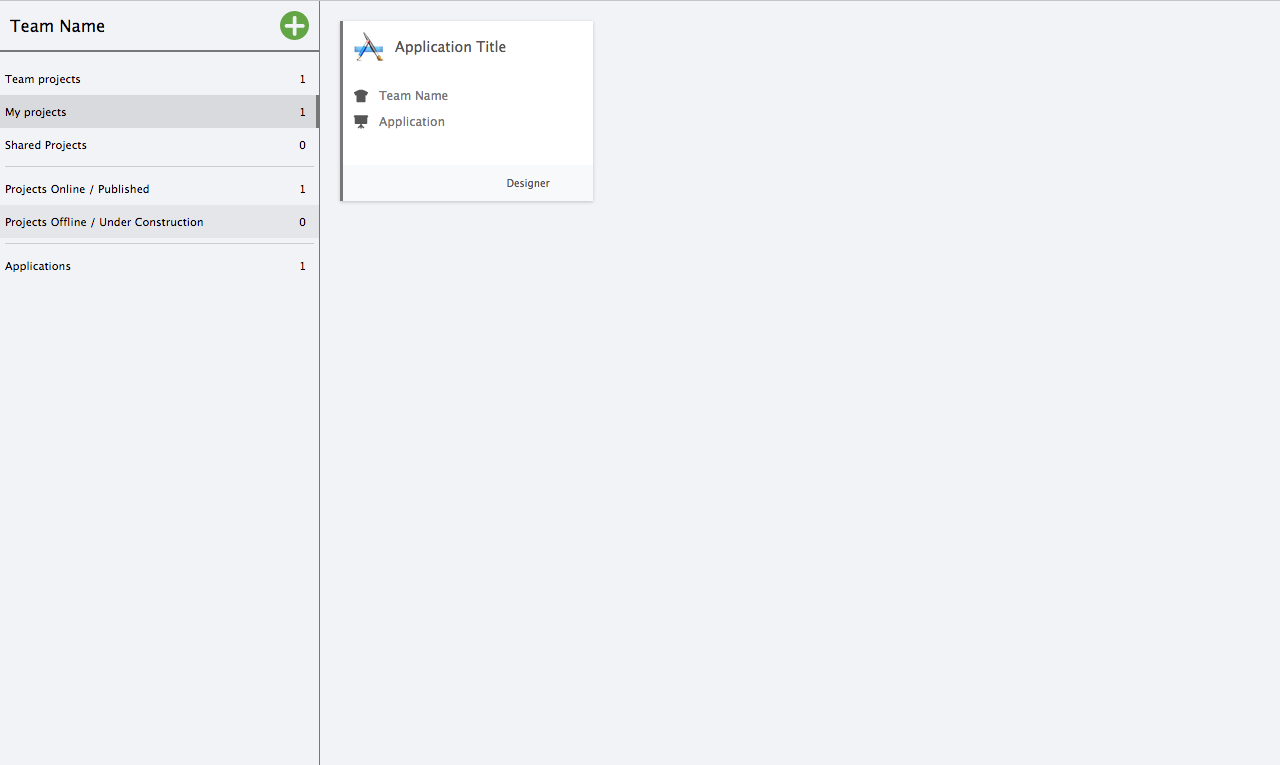 Team Name
Team projects 1
My projects 1
Shared Projects 0
Projects Online / Published 1
Projects Offline / Under Construction 0
Applications 1
Application Title
Team Name
Application
Designer